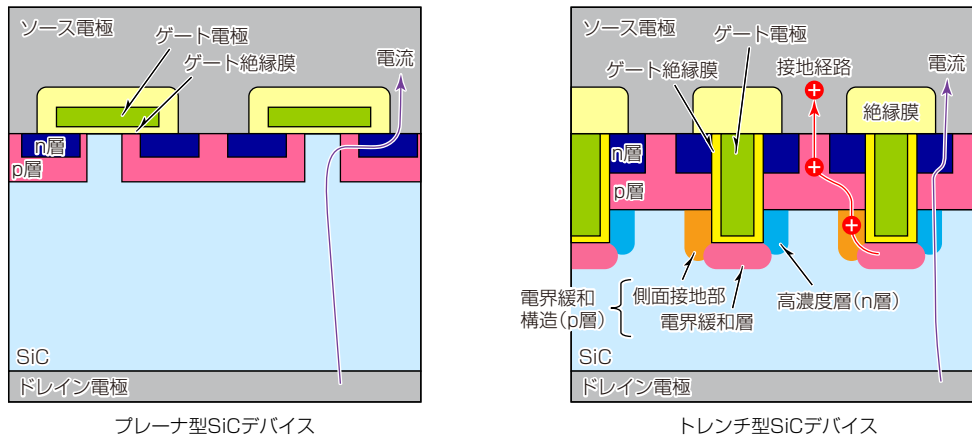 ソース電極
ゲート電極
ゲート絶縁膜
電流
n層
p層
SiC
ドレイン電極
プレーナ型SiCデバイス
ソース電極
ゲート電極
ゲート絶縁膜
接地経路
電流
絶縁膜
n層
p層
電界緩和
構造(p層)
側面接地部
電界緩和層
高濃度層(n層)
SiC
ドレイン電極
トレンチ型SiCデバイス